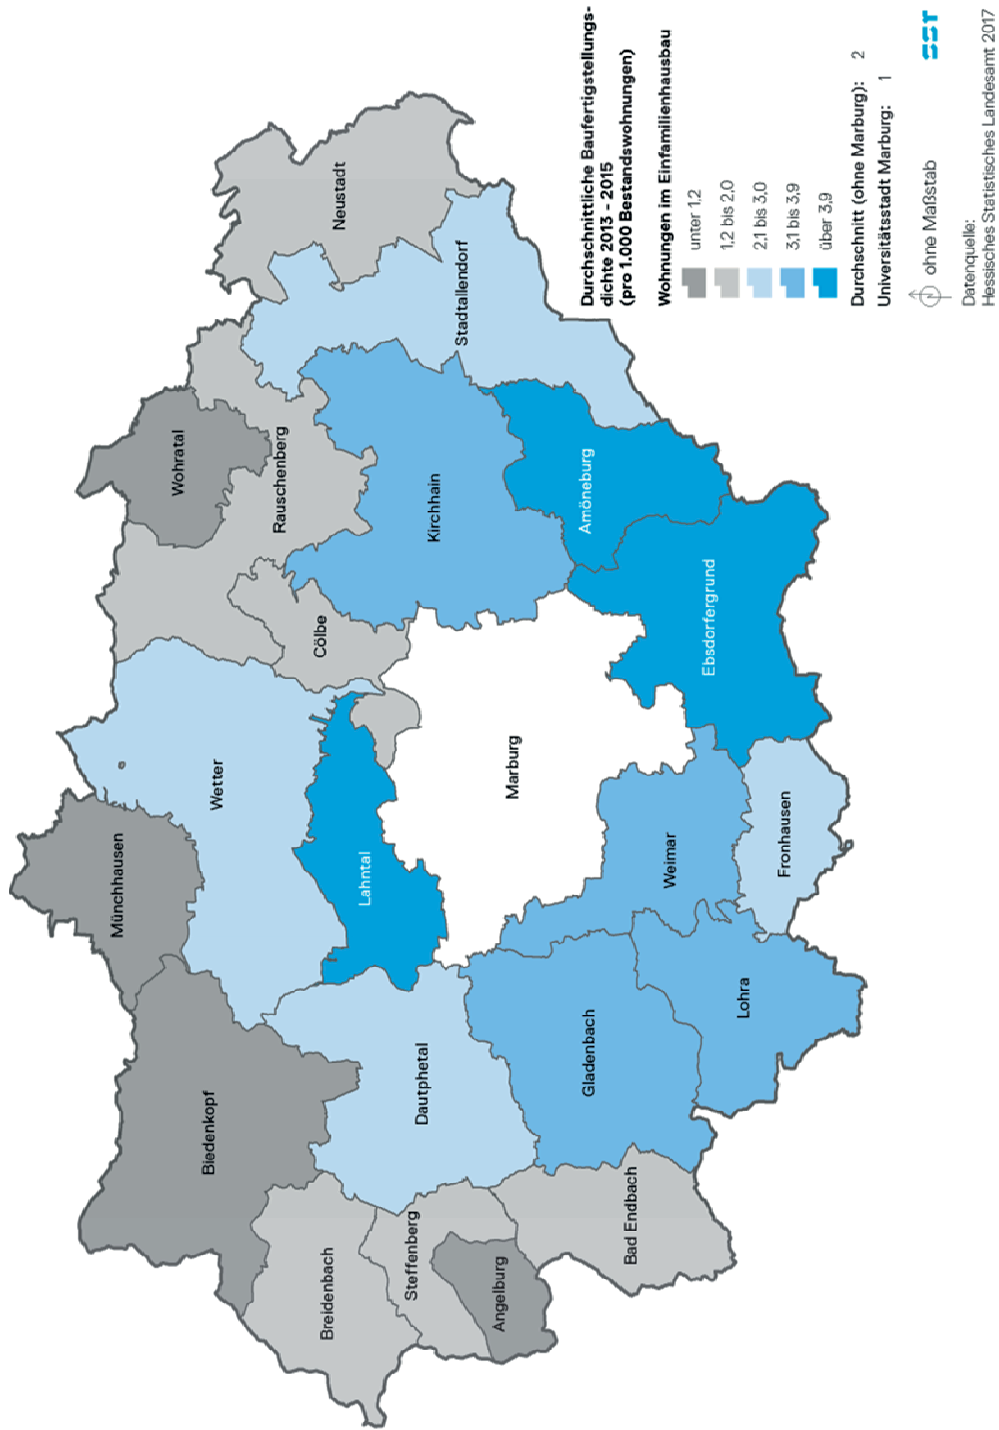 Neustadt
Stadtallendorf
Wohratal
Rauschenberg
Kirchhain
Amöneburg
Cölbe
Ebsdorfergrund
Wetter
Marburg
Münchhausen
Lahntal
Weimar
Fronhausen
Biedenkopf
Dautphetal
Gladenbach
Lohra
Breidenbach
Steffenberg
Angelburg
Bad Endbach
Durchschnittliche Baufertigstellungs-
dichte 2013 - 2015
(pro 1.000 Bestandswohnungen)
Wohnungen im Einfamilienhausbau
unter 1,2
1,2 bis 2,0
2,1 bis 3,0
3,1 bis 3,9
über 3,9
Durchschnitt (ohne Marburg): 2
Universitätsstadt Marburg: 1
ohne Maßstab
Datenquelle:
Hessisches Statistisches Landesamt 2017